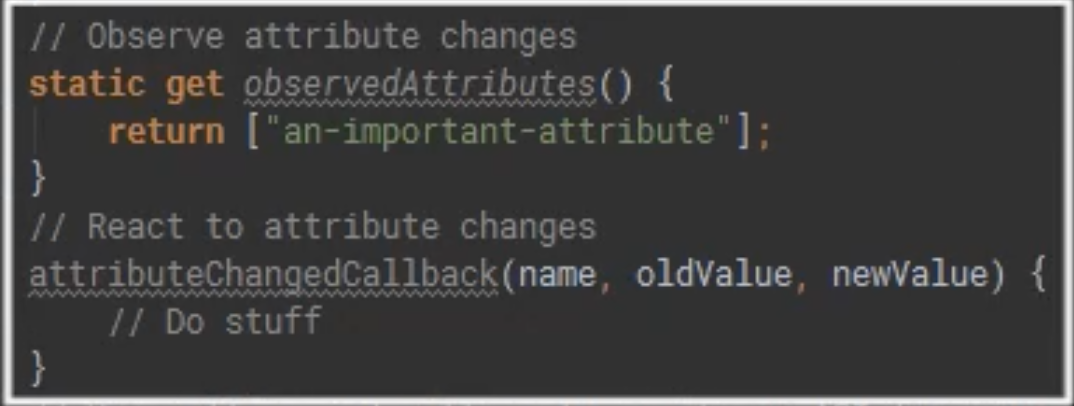 // Observe attribute changes
static get observedAttributes() {
    return ["an-important-attribute"];
}
// React to attribute changes
attributeChangedCallback(name, oldValue, newValue) {
    // Do stuff
}